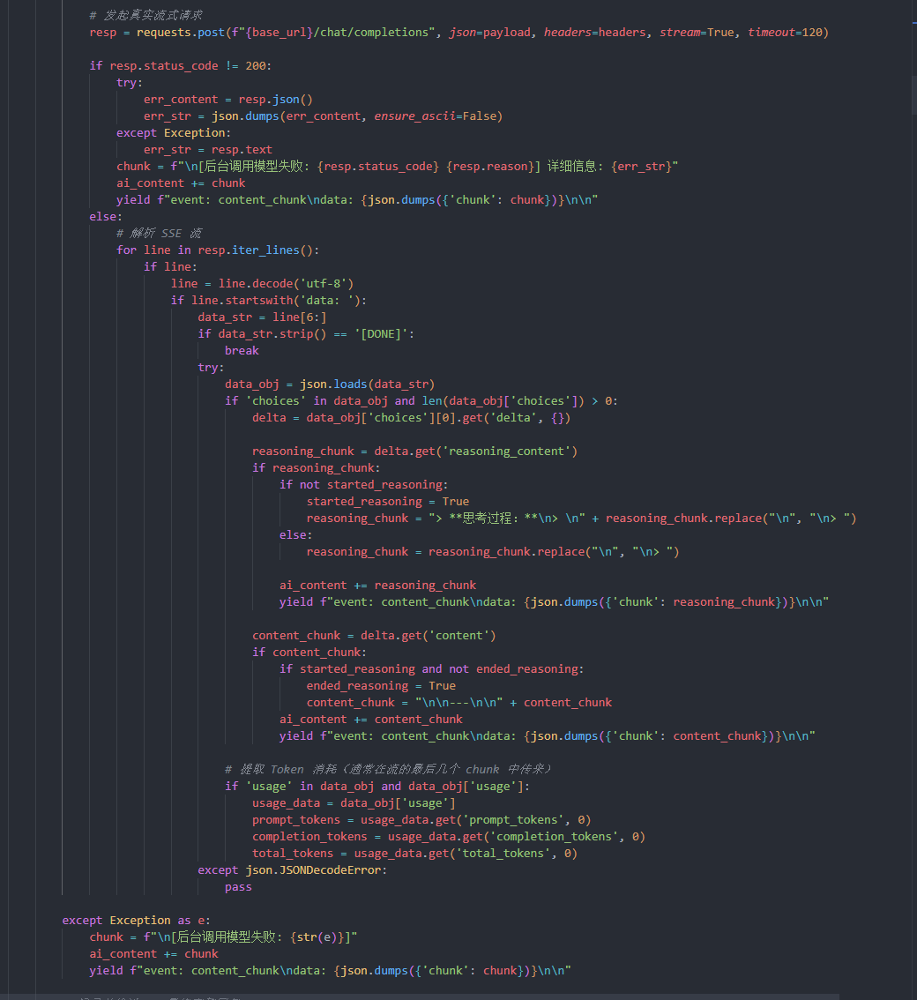 # 发起真实流式请求
resp = requests.post(f"{base_url}/chat/completions", json=payload, headers=headers, stream=True, timeout=120)
if resp.status_code != 200:
try:
err_content = resp.json()
err_str = json.dumps(err_content, ensure_ascii=False)
except Exception:
err_str = resp.text
chunk = f"\n[后台调用模型失败: {resp.status_code} {resp.reason}] 详细信息: {err_str}"
ai_content += chunk
yield f"event: content_chunk\ndata: {json.dumps({'chunk': chunk})}\n\n"
else:
# 解析 SSE 流
for line in resp.iter_lines():
if line:
line = line.decode('utf-8')
if line.startswith('data: '):
data_str = line[6:]
if data_str.strip() == '[DONE]':
break
try:
data_obj = json.loads(data_str)
if 'choices' in data_obj and len(data_obj['choices']) > 0:
delta = data_obj['choices'][0].get('delta', {})
reasoning_chunk = delta.get('reasoning_content')
if reasoning_chunk:
if not started_reasoning:
started_reasoning = True
reasoning_chunk = "> **思考过程：**\n> \n" + reasoning_chunk.replace("\n", "\n> ")
else:
reasoning_chunk = reasoning_chunk.replace("\n", "\n> ")
ai_content += reasoning_chunk
yield f"event: content_chunk\ndata: {json.dumps({'chunk': reasoning_chunk})}\n\n"
content_chunk = delta.get('content')
if content_chunk:
if started_reasoning and not ended_reasoning:
ended_reasoning = True
content_chunk = "\n\n---\n\n" + content_chunk
ai_content += content_chunk
yield f"event: content_chunk\ndata: {json.dumps({'chunk': content_chunk})}\n\n"
# 提取 Token 消耗（通常在流的最后几个 chunk 中传来）
if 'usage' in data_obj and data_obj['usage']:
usage_data = data_obj['usage']
prompt_tokens = usage_data.get('prompt_tokens', 0)
completion_tokens = usage_data.get('completion_tokens', 0)
total_tokens = usage_data.get('total_tokens', 0)
except json.JSONDecodeError:
pass
except Exception as e:
chunk = f"\n[后台调用模型失败: {str(e)}]"
ai_content += chunk
yield f"event: content_chunk\ndata: {json.dumps({'chunk': chunk})}\n\n"